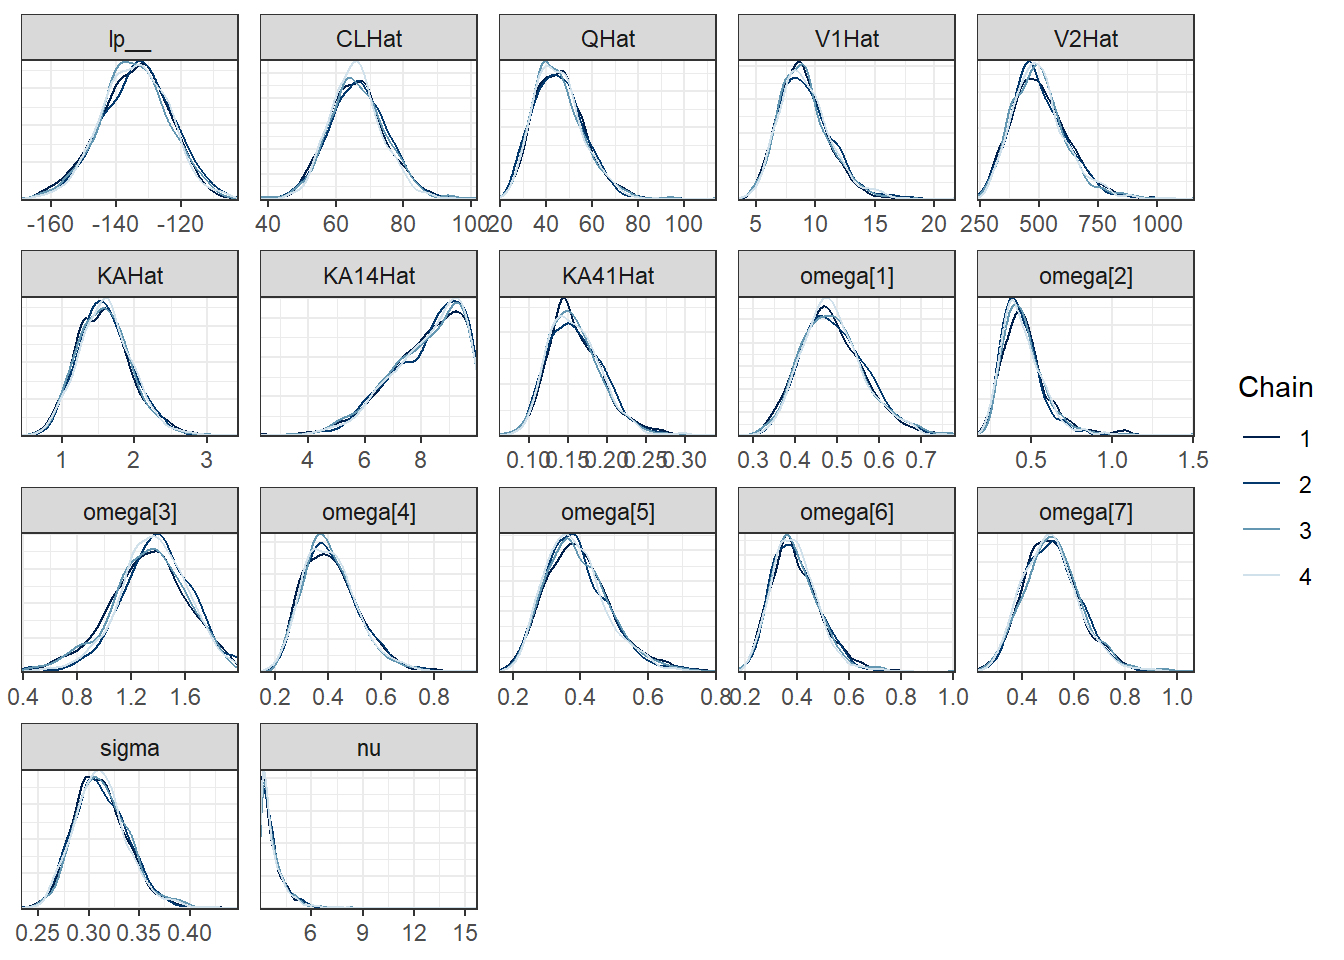 lp__ CLHat QHat V1Hat V2Hat
-160 -140 -120 40 60 80 100 20 40 60 80 100 5 10 15 20 250 500 750 1000
KAHat KA14Hat KA41Hat omega[1] omega[2]
1 2 3 4 6 8 0.10 0.15 0.20 0.25 0.30 0.3 0.4 0.5 0.6 0.7 0.5 1.0 1.5
omega[3] omega[4] omega[5] omega[6] omega[7]
0.4 0.8 1.2 1.6 0.2 0.4 0.6 0.8 0.2 0.4 0.6 0.8 0.2 0.4 0.6 0.8 1.0 0.4 0.6 0.8 1.0
sigma nu
0.25 0.30 0.35 0.40 6 9 12 15
Chain
1
2
3
4